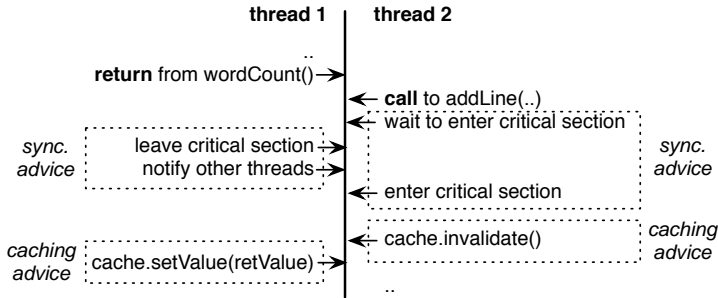 thread 1 thread 2
..
return from wordCount()
call to addLine(..)
wait to enter critical section
sync.
advice
leave critical section
notify other threads
sync.
advice
enter critical section
caching
advice
cache.setValue(retValue)
cache.invalidate()
caching
advice
..